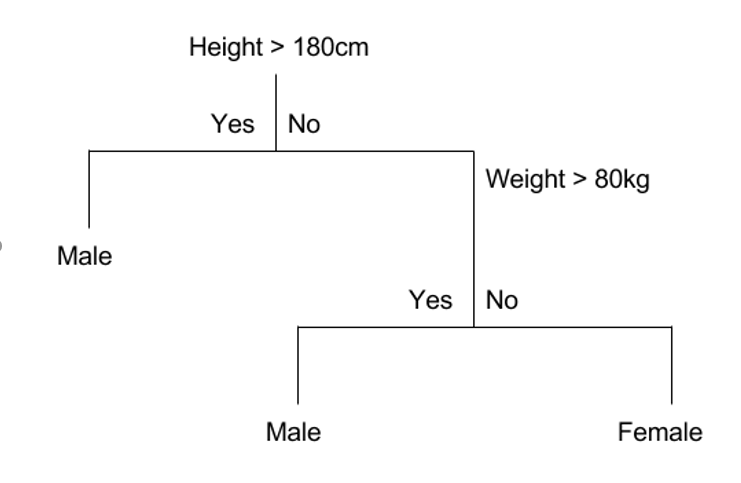 Height > 180cm
Yes No
Weight > 80kg
Male
Yes No
Male Female